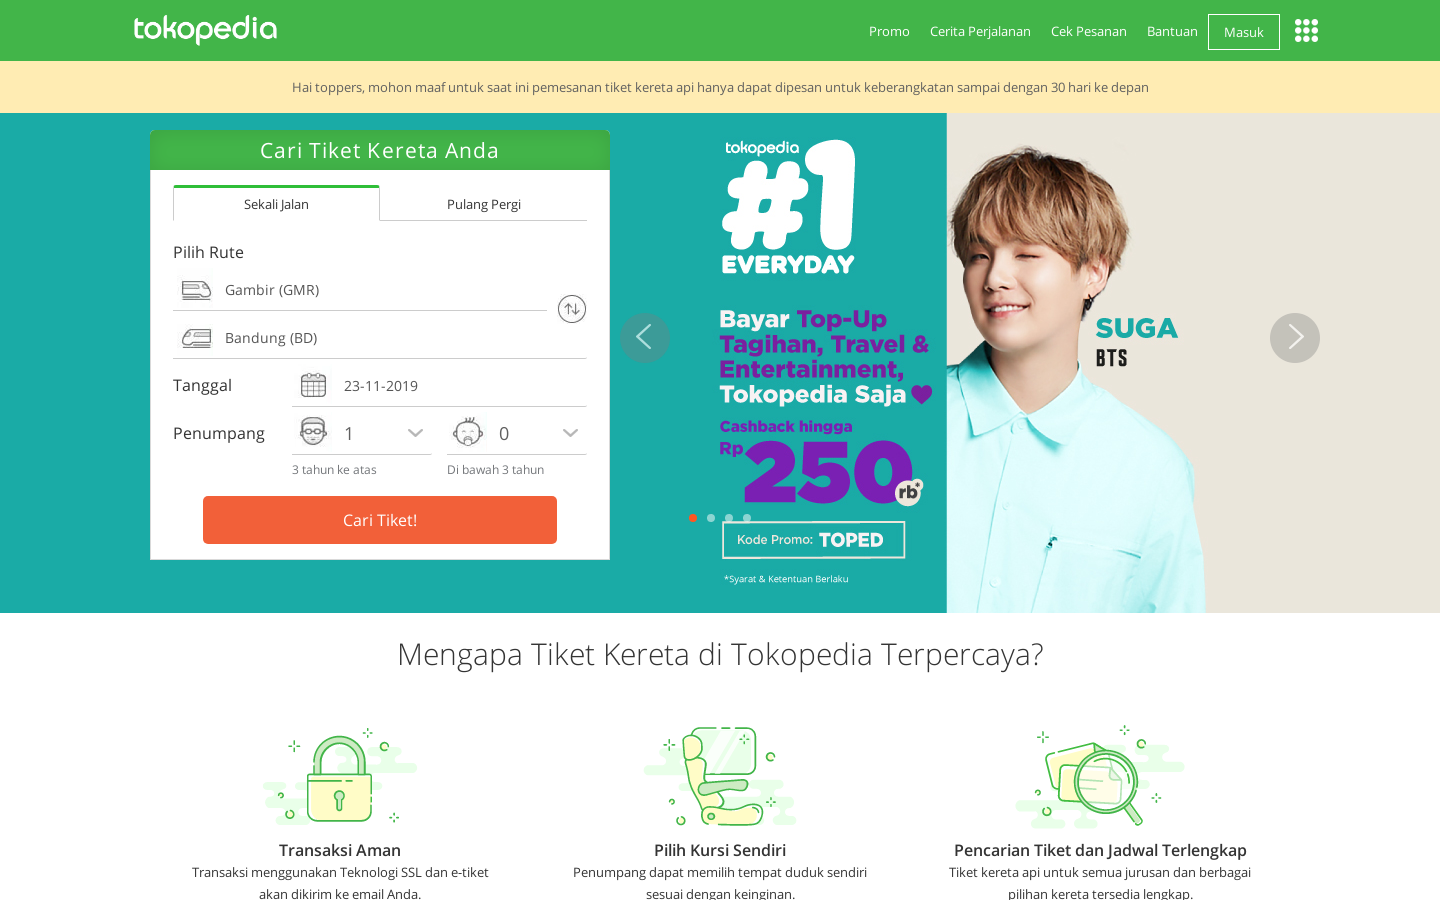 tokopedia
Promo Cerita Perjalanan Cek Pesanan Bantuan Masuk
Hai toppers, mohon maaf untuk saat ini pemesanan tiket kereta api hanya dapat dipesan untuk keberangkatan sampai dengan 30 hari ke depan
Cari Tiket Kereta Anda
Sekali Jalan Pulang Pergi
Pilih Rute
Gambir (GMR)
Bandung (BD)
Tanggal 23-11-2019
Penumpang 1 0
3 tahun ke atas Di bawah 3 tahun
Cari Tiket!
tokopedia
#1
EVERYDAY
Bayar Top-Up
Tagihan, Travel &
Entertainment,
Tokopedia Saja
Cashback hingga
Rp250rb*
Kode Promo: TOPED
*Syarat & Ketentuan Berlaku
SUGA
BTS
Mengapa Tiket Kereta di Tokopedia Terpercaya?
Transaksi Aman
Transaksi menggunakan Teknologi SSL dan e-tiket
akan dikirim ke email Anda.
Pilih Kursi Sendiri
Penumpang dapat memilih tempat duduk sendiri
sesuai dengan keinginan.
Pencarian Tiket dan Jadwal Terlengkap
Tiket kereta api untuk semua jurusan dan berbagai
pilihan kereta tersedia lengkap.